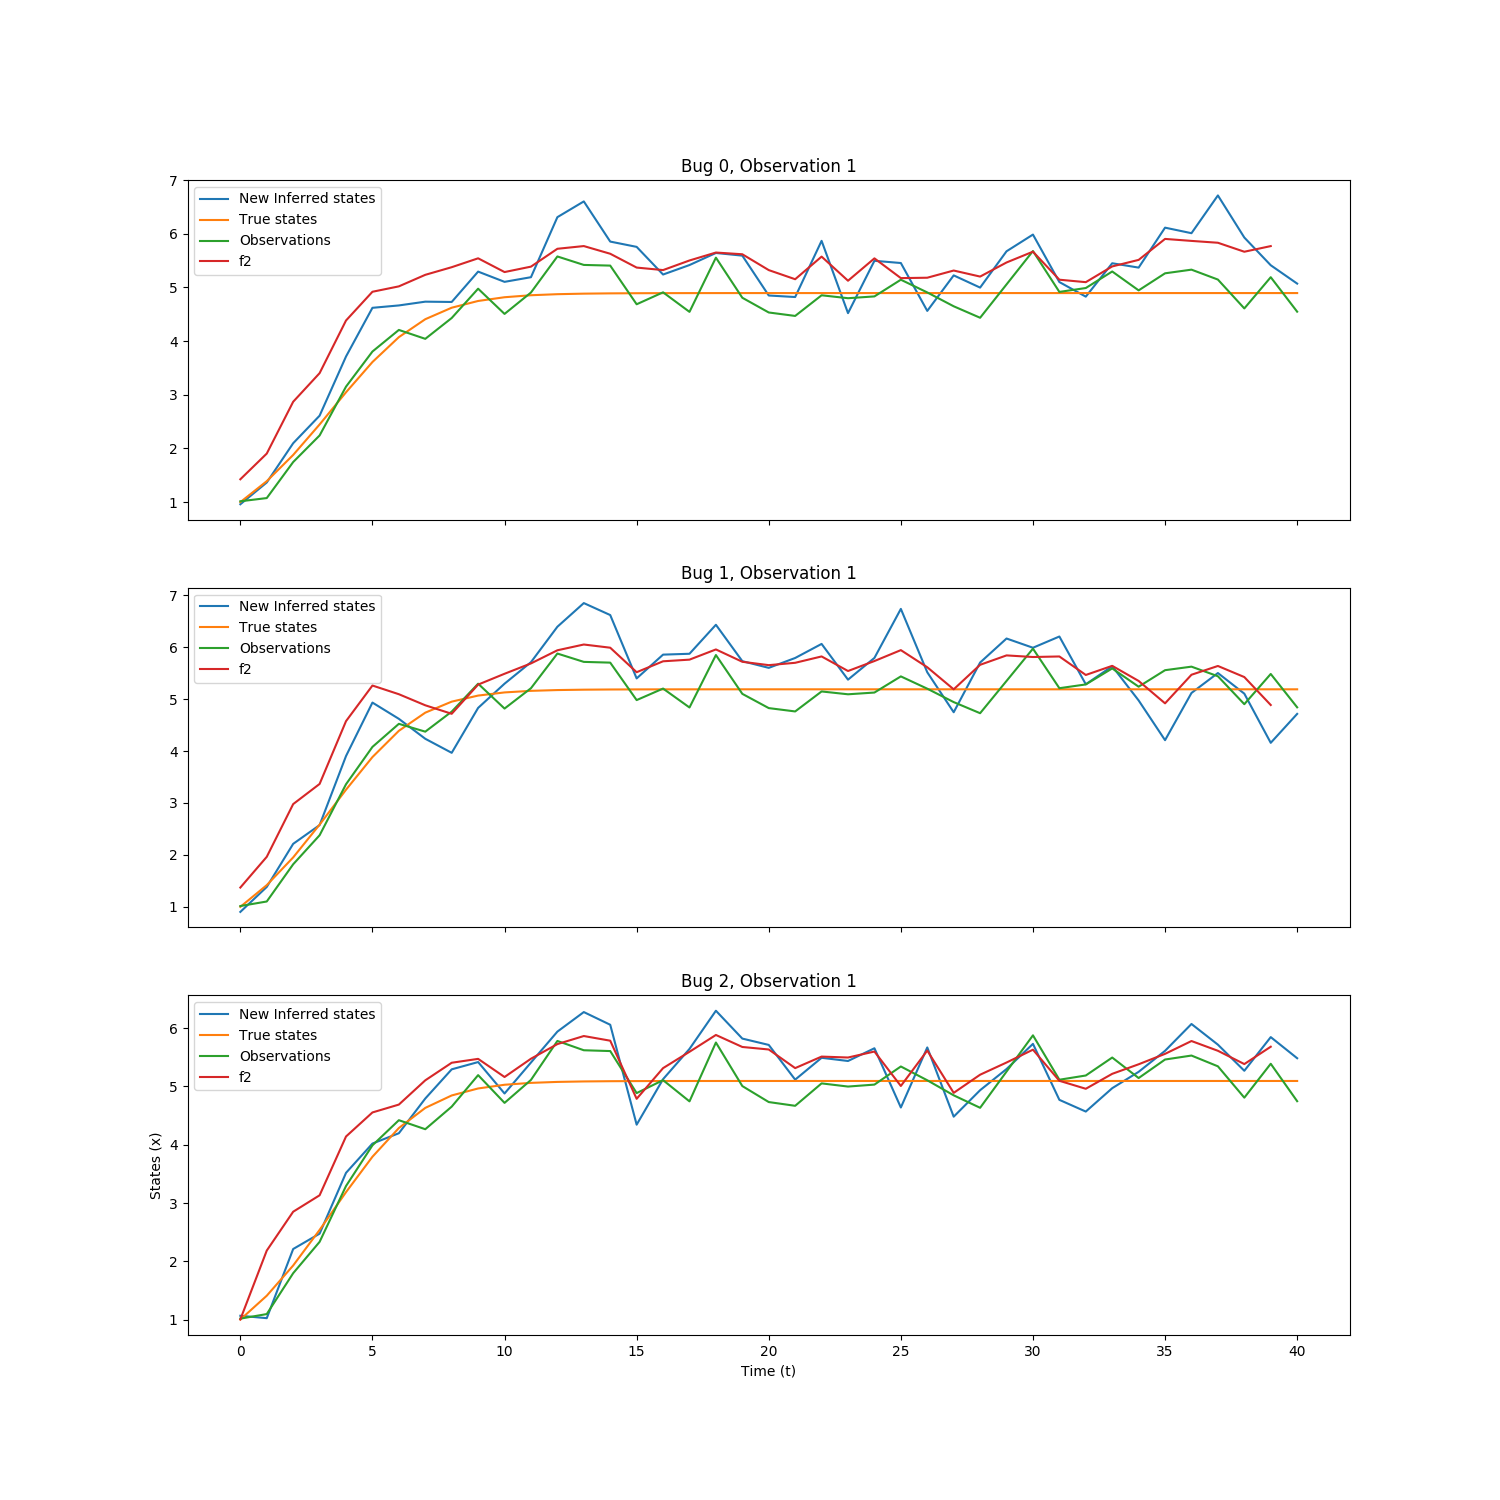 Bug 0, Observation 1
7
6
5
4
3
2
1
New Inferred states
True states
Observations
f2
Bug 1, Observation 1
7
6
5
4
3
2
1
New Inferred states
True states
Observations
f2
Bug 2, Observation 1
6
5
4
3
2
1
New Inferred states
True states
Observations
f2
States (x)
0 5 10 15 20 25 30 35 40
Time (t)